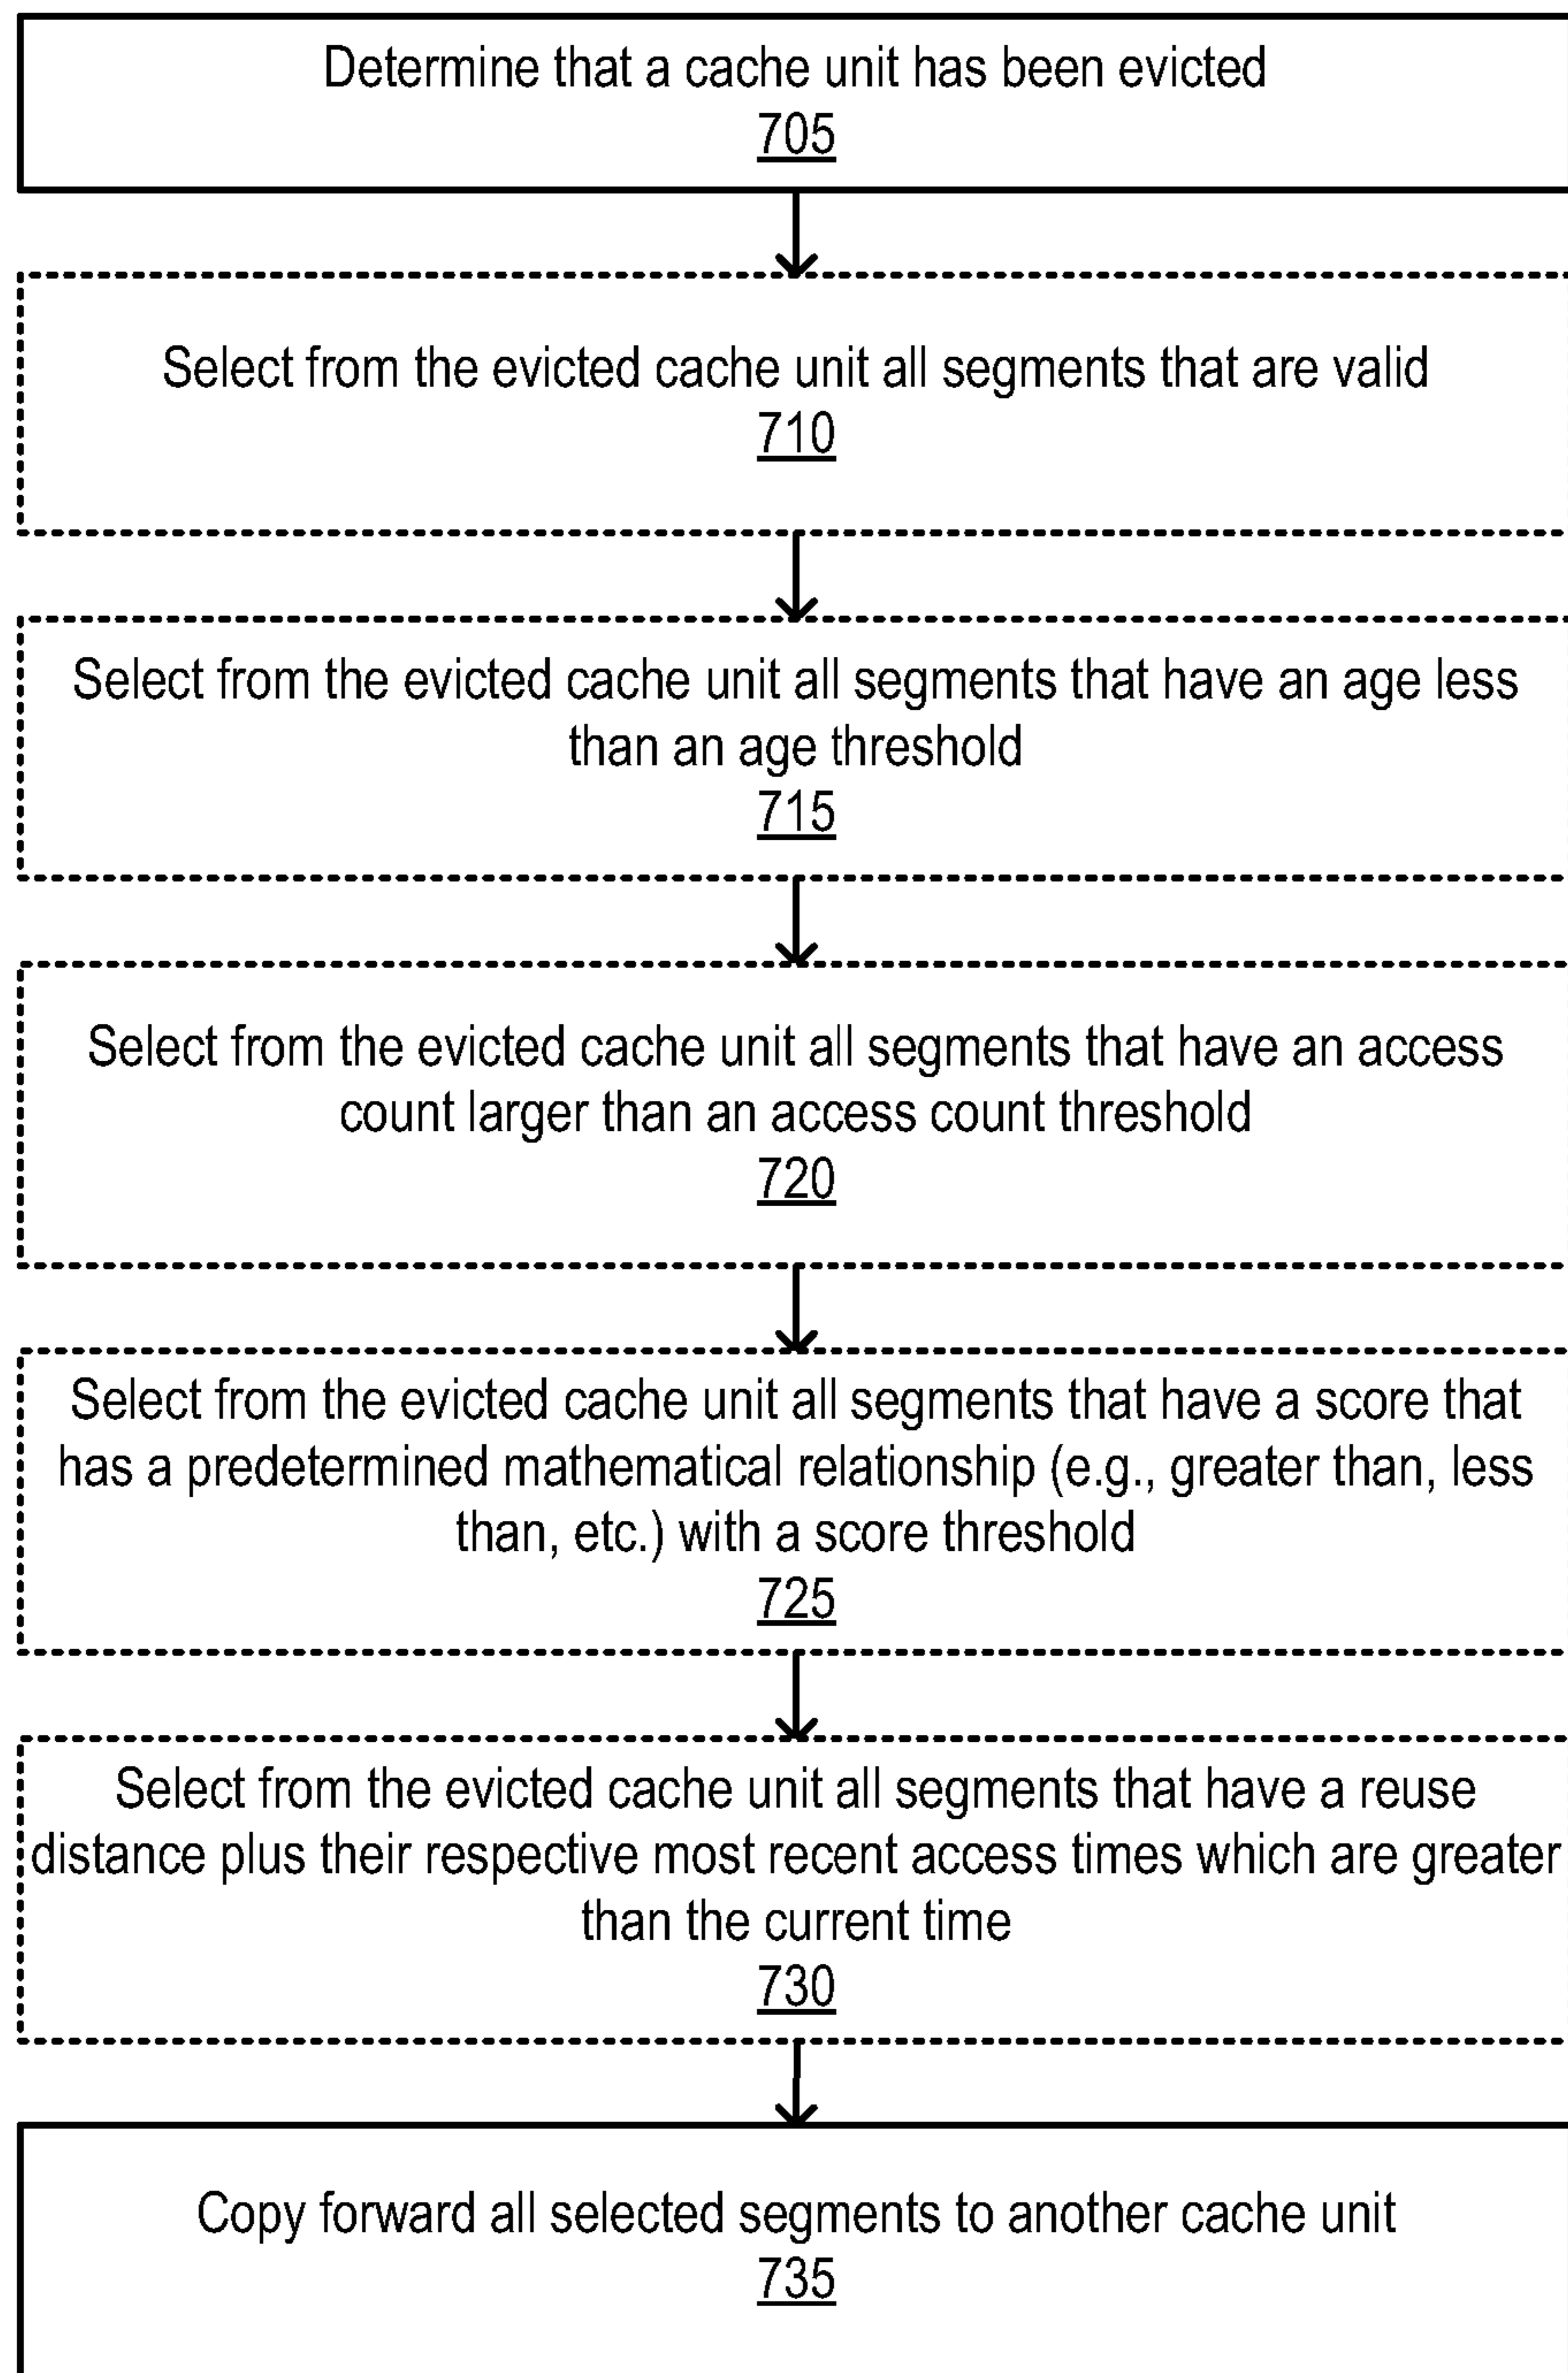 Determine that a cache unit has been evicted
705
Select from the evicted cache unit all segments that are valid
710
Select from the evicted cache unit all segments that have an age less
than an age threshold
715
Select from the evicted cache unit all segments that have an access
count larger than an access count threshold
720
Select from the evicted cache unit all segments that have a score that
has a predetermined mathematical relationship (e.g., greater than, less
than, etc.) with a score threshold
725
Select from the evicted cache unit all segments that have a reuse
distance plus their respective most recent access times which are greater
than the current time
730
Copy forward all selected segments to another cache unit
735